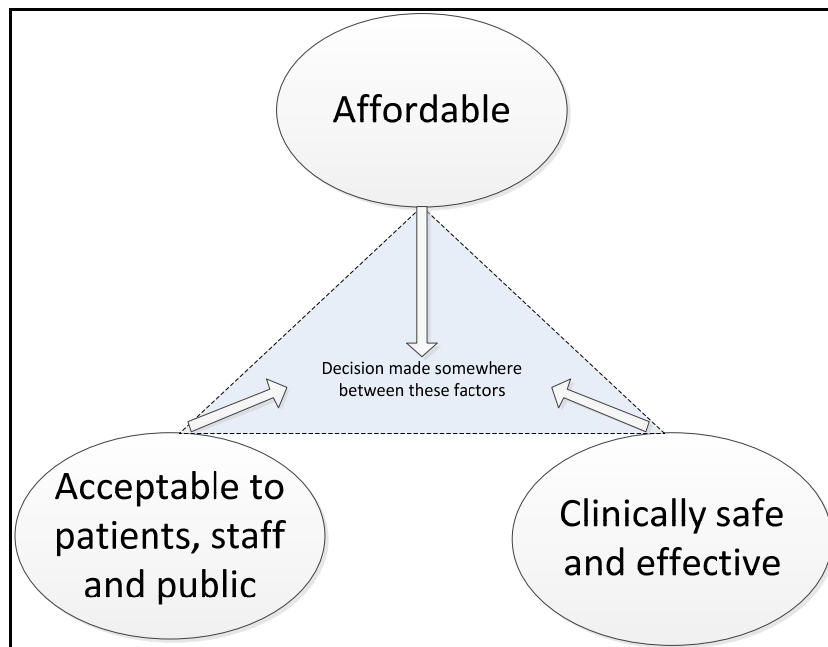 Affordable
Decision made somewhere
between these factors
Acceptable to
patients, staff
and public
Clinically safe
and effective